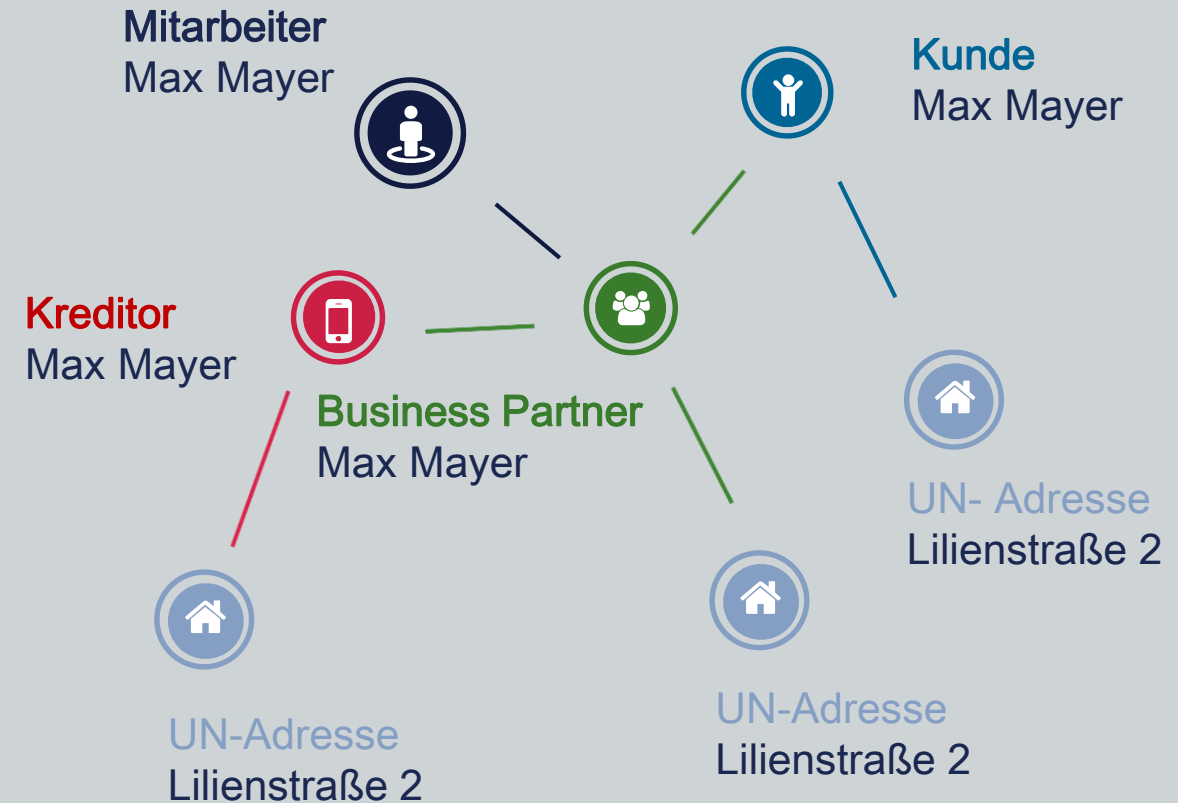 Mitarbeiter
Max Mayer
Kunde
Max Mayer
Kreditor
Max Mayer
Business Partner
Max Mayer
UN- Adresse
Lilienstraße 2
UN-Adresse
Lilienstraße 2
UN-Adresse
Lilienstraße 2